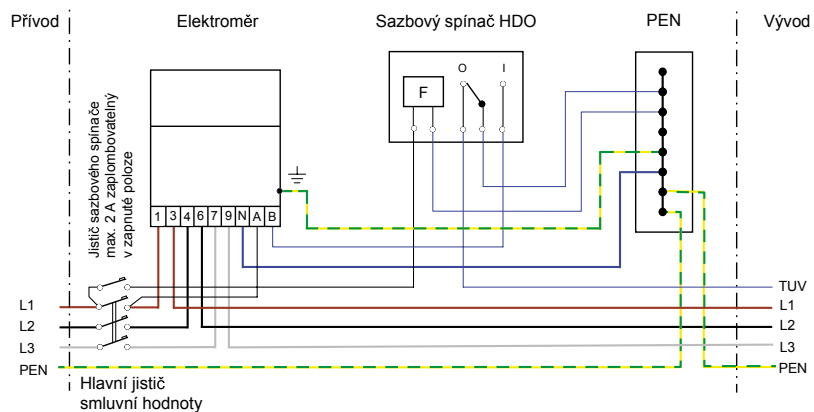 Přívod
Elektroměr
Sazbový spínač HDO
PEN
Vývod
Jistič sazbového spínače
max. 2 A zaplombovatelný
v zapnuté poloze
F
O
I
1 3 4 6 7 9 N A B
TUV
L1
L1
L2
L2
L3
L3
PEN
PEN
Hlavní jistič
smluvní hodnoty